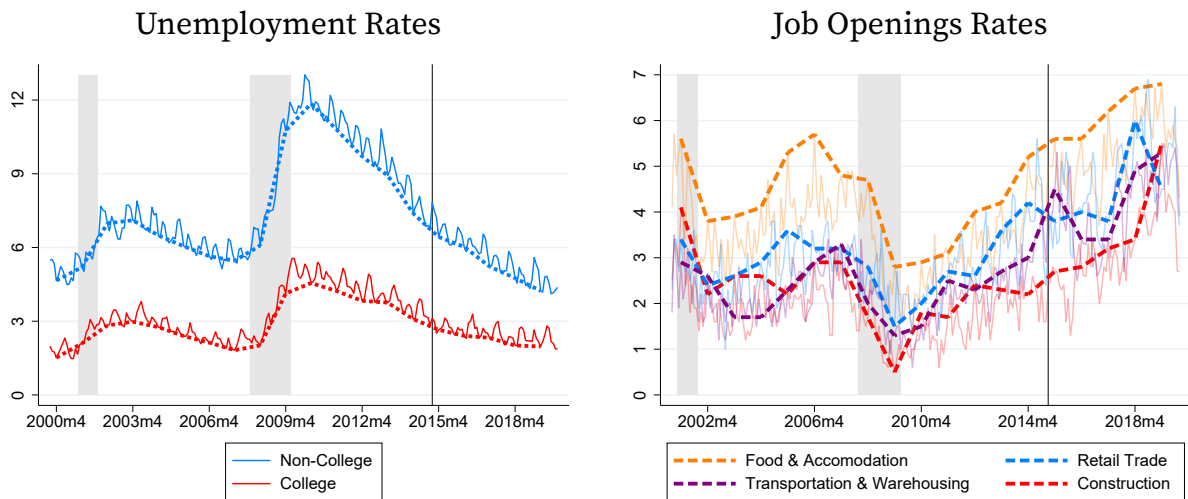 Unemployment Rates
12
9
6
3
0
2000m4 2003m4 2006m4 2009m4 2012m4 2015m4 2018m4
Non-College
College
Job Openings Rates
7
6
5
4
3
2
1
0
2002m4 2006m4 2010m4 2014m4 2018m4
Food & Accomodation Retail Trade
Transportation & Warehousing Construction